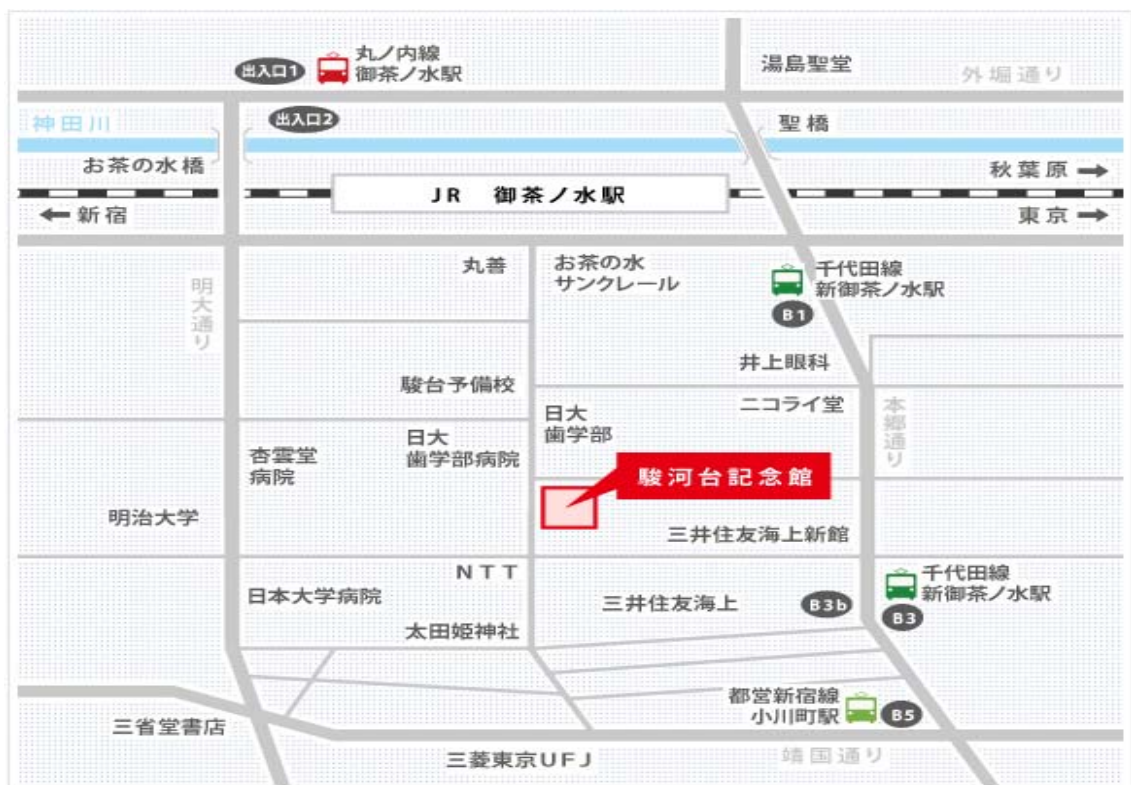 丸ノ内線
出入口1
御茶ノ水駅
湯島聖堂
外堀通り
神田川
出入口2
聖橋
お茶の水橋
秋葉原
JR 御茶ノ水駅
新宿
東京
丸善
お茶の水
サンクレール
千代田線
新御茶ノ水駅
明大通り
B1
井上眼科
駿台予備校
ニコライ堂
本郷通り
日大
歯学部
日大
歯学部病院
杏雲堂
病院
駿河台記念館
明治大学
三井住友海上新館
NTT
千代田線
新御茶ノ水駅
日本大学病院
三井住友海上
B3b
B3
太田姫神社
都営新宿線
小川町駅
B5
三省堂書店
三菱東京UFJ
靖国通り